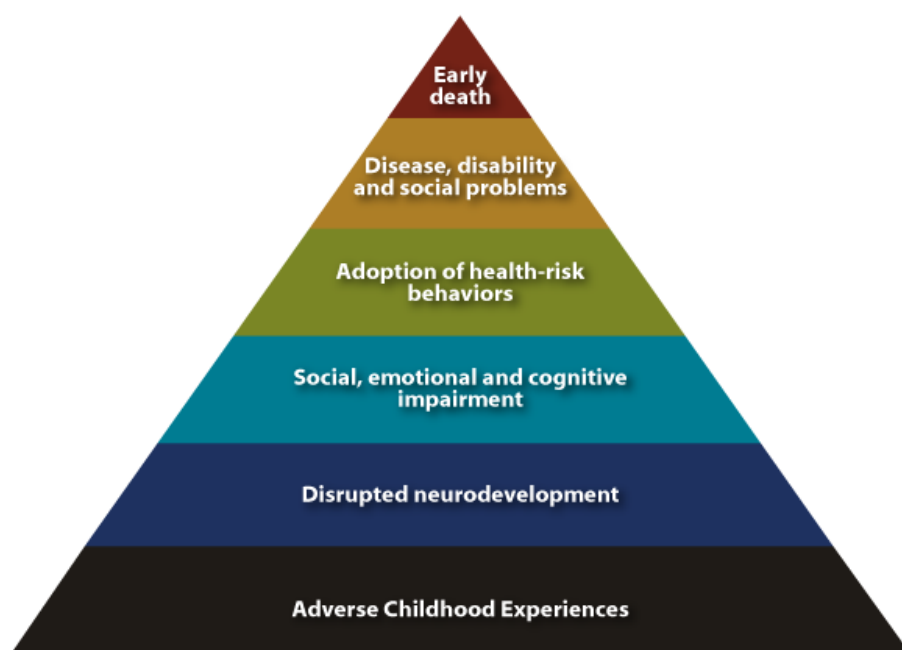 Early
death
Disease, disability
and social problems
Adoption of health-risk
behaviors
Social, emotional and cognitive
impairment
Disrupted neurodevelopment
Adverse Childhood Experiences